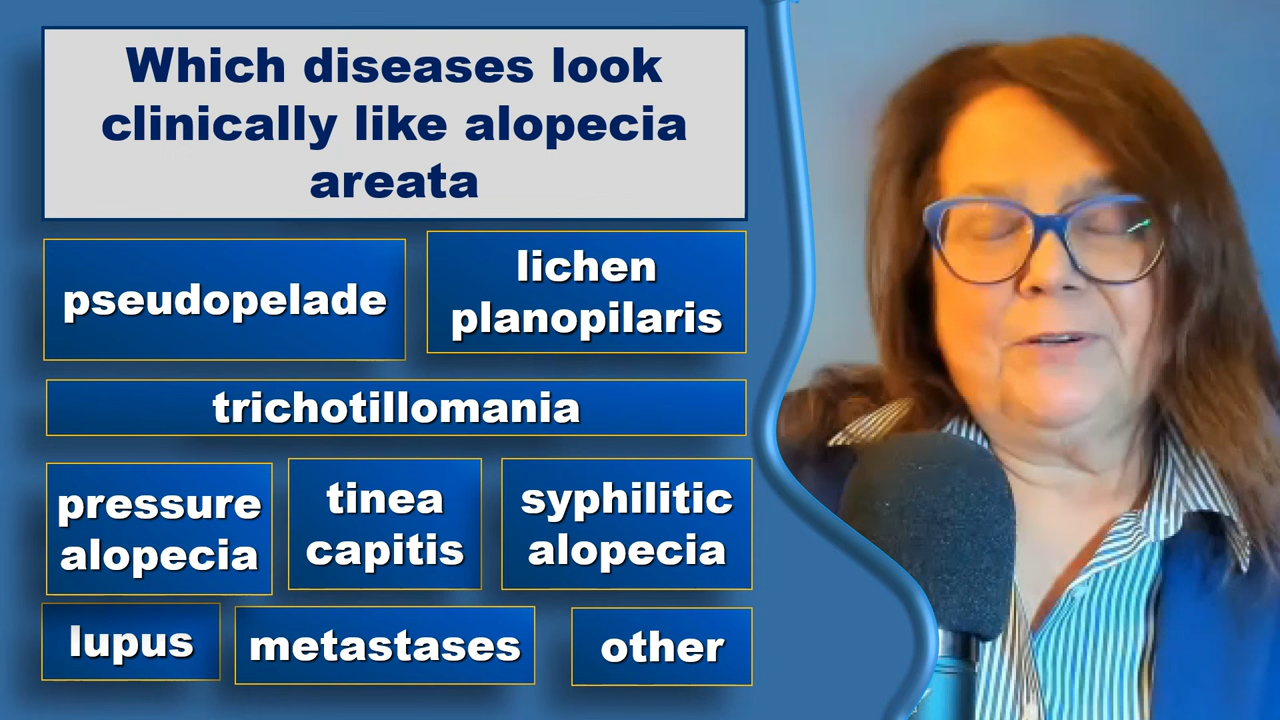 Which diseases look
clinically like alopecia
areata
pseudopelade
lichen
planopilaris
trichotillomania
pressure
alopecia
tinea
capitis
syphilitic
alopecia
lupus
metastases
other